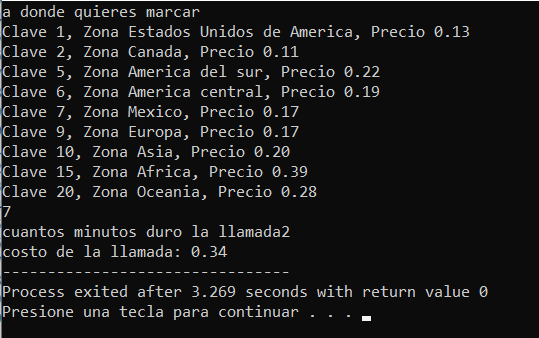 a donde quieres marcar
Clave 1, Zona Estados Unidos de America, Precio 0.13
Clave 2, Zona Canada, Precio 0.11
Clave 5, Zona America del sur, Precio 0.22
Clave 6, Zona America central, Precio 0.19
Clave 7, Zona Mexico, Precio 0.17
Clave 9, Zona Europa, Precio 0.17
Clave 10, Zona Asia, Precio 0.20
Clave 15, Zona Africa, Precio 0.39
Clave 20, Zona Oceania, Precio 0.28
7
cuantos minutos duro la llamada2
costo de la llamada: 0.34
--------------------------------
Process exited after 3.269 seconds with return value 0
Presione una tecla para continuar . . .